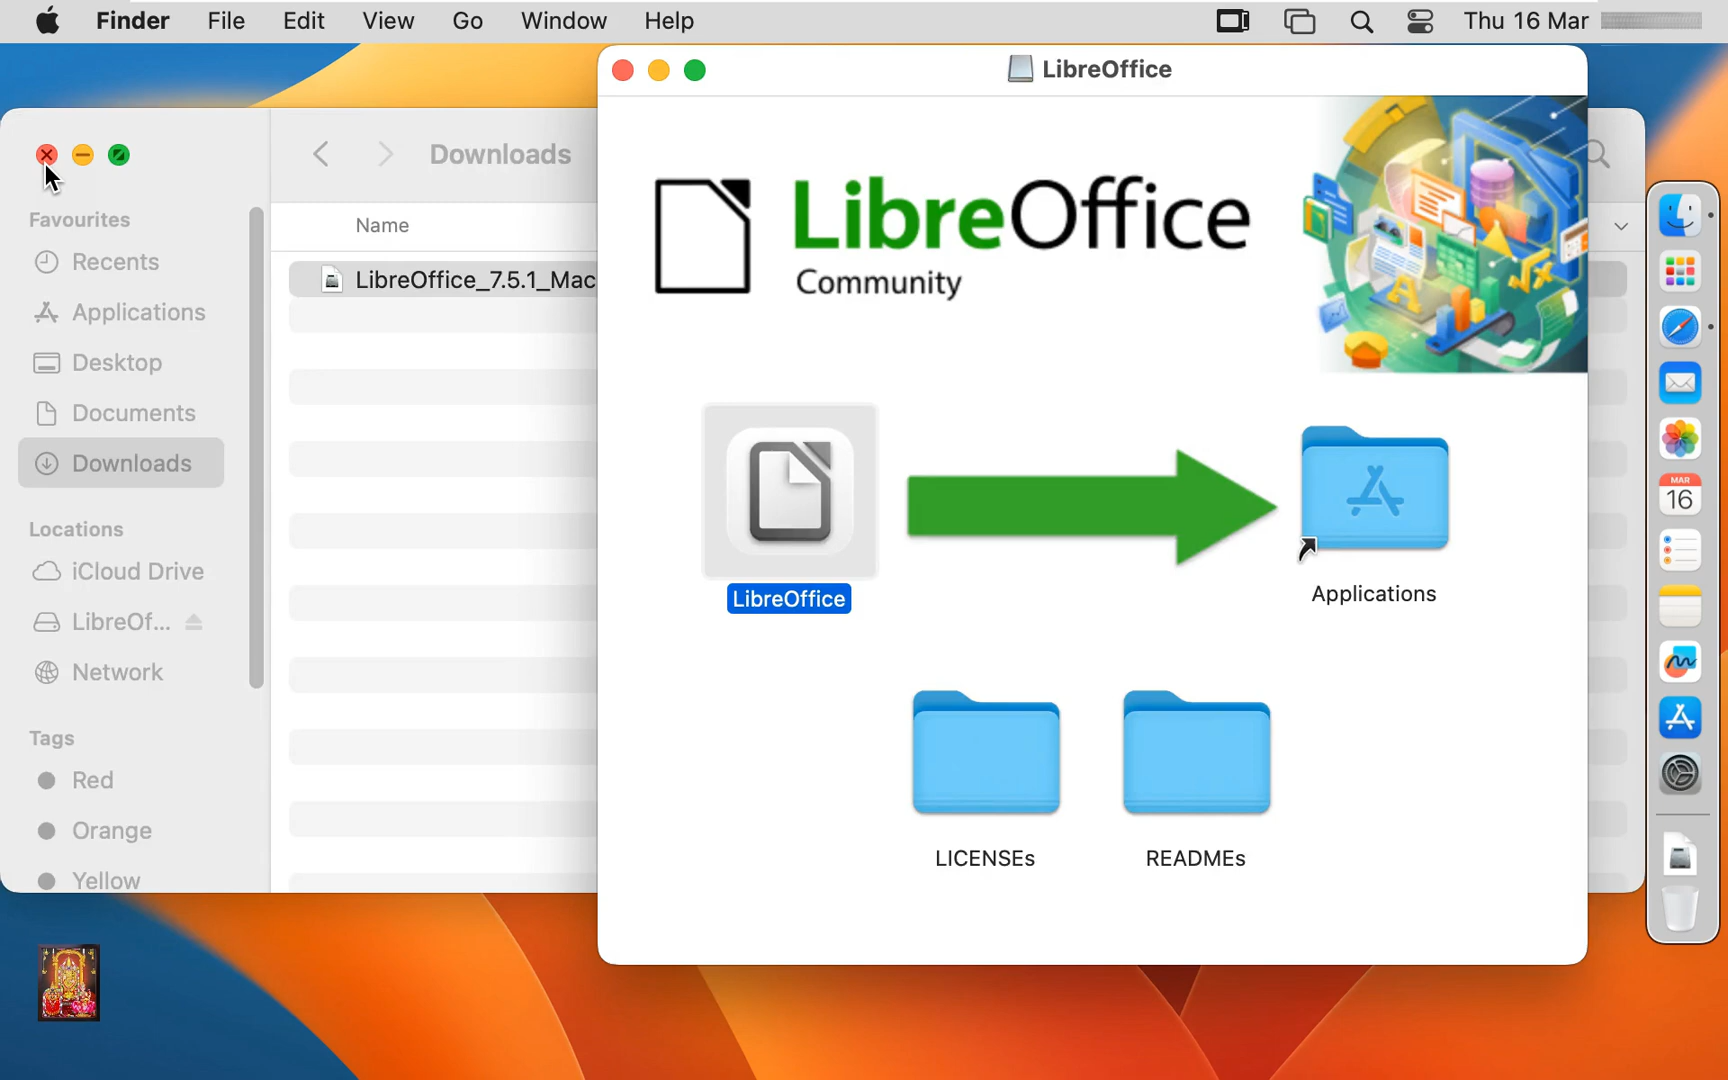 Finder File Edit View Go Window Help Thu 16 Mar
LibreOffice
Downloads
Favourites
Name
Recents
LibreOffice_7.5.1_Mac
Applications
Desktop
Documents
Downloads
Locations
iCloud Drive
LibreOf...
Network
Tags
Red
Orange
Yellow
LibreOffice
Community
LibreOffice
Applications
LICENSEs
READMEs
MAR
16